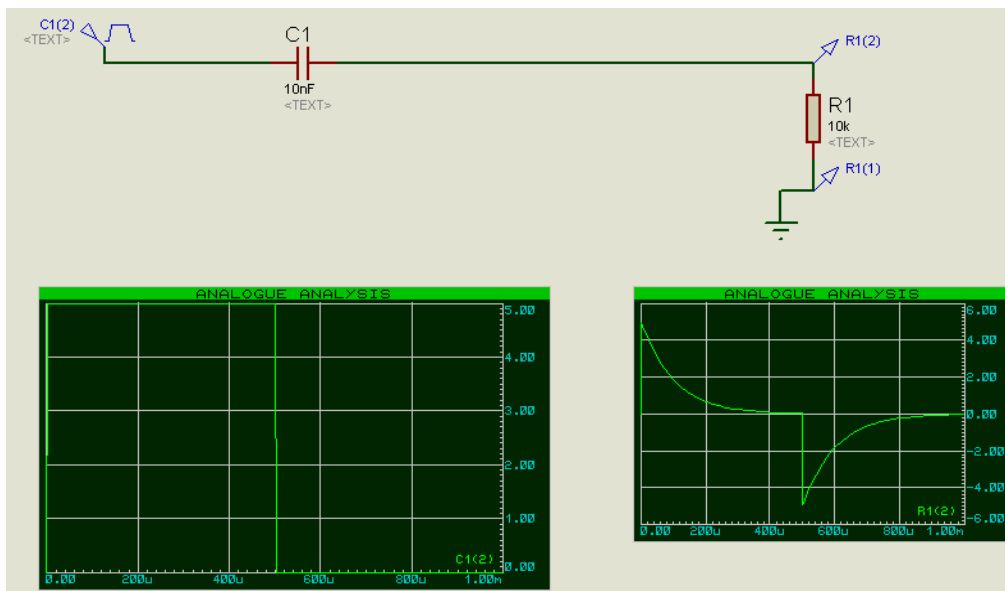 C1(2)
<TEXT>
C1
10nF
<TEXT>
R1(2)
R1
10k
<TEXT>
R1(1)
ANALOGUE ANALYSIS
5.00
4.00
3.00
2.00
1.00
0.00
C1(2)
0.00 200u 400u 600u 800u 1.00m
ANALOGUE ANALYSIS
6.00
4.00
2.00
0.00
-2.00
-4.00
-6.00
R1(2)
0.00 200u 400u 600u 800u 1.00m